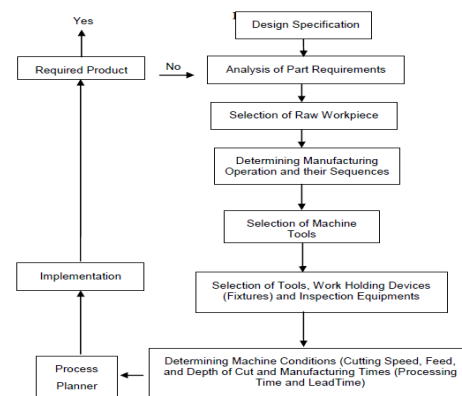 Yes
Design Specification
Required Product
No
Analysis of Part Requirements
Selection of Raw Workpiece
Determining Manufacturing
Operation and their Sequences
Selection of Machine
Tools
Implementation
Selection of Tools, Work Holding Devices
(Fixtures) and Inspection Equipments
Process
Planner
Determining Machine Conditions (Cutting Speed, Feed,
and Depth of Cut and Manufacturing Times (Processing
Time and LeadTime)